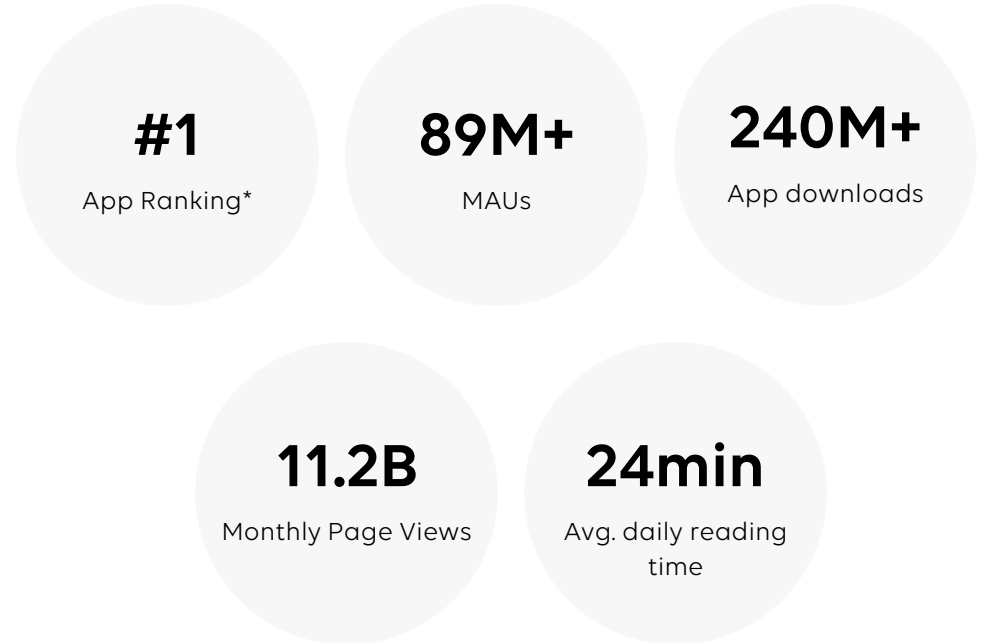 #1
App Ranking*
89M+
MAUs
240M+
App downloads
11.2B
Monthly Page Views
24min
Avg. daily reading
time